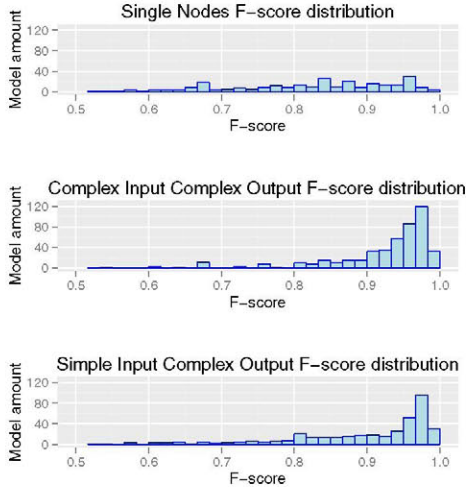 Single Nodes F-score distribution
Model amount
120
80
40
0
0.5 0.6 0.7 0.8 0.9 1.0
F-score
Complex Input Complex Output F-score distribution
Model amount
120
80
40
0
0.5 0.6 0.7 0.8 0.9 1.0
F-score
Simple Input Complex Output F-score distribution
Model amount
120
80
40
0
0.5 0.6 0.7 0.8 0.9 1.0
F-score